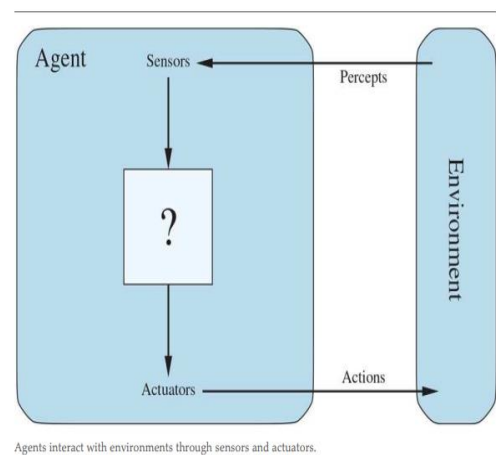 Agent
Sensors
Percepts
Environment
?
Actuators
Actions
Agents interact with environments through sensors and actuators.